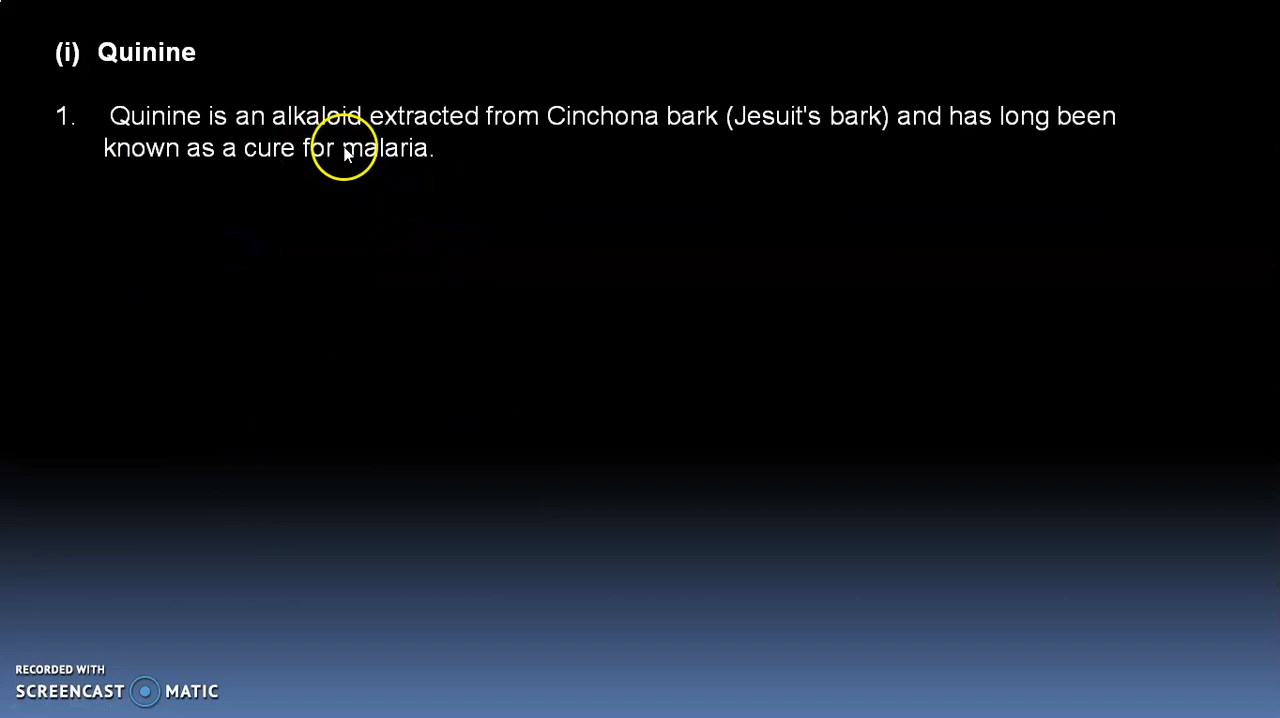 (i) Quinine
1. Quinine is an alkaloid extracted from Cinchona bark (Jesuit's bark) and has long been
known as a cure for malaria.
RECORDED WITH
SCREENCAST MATIC